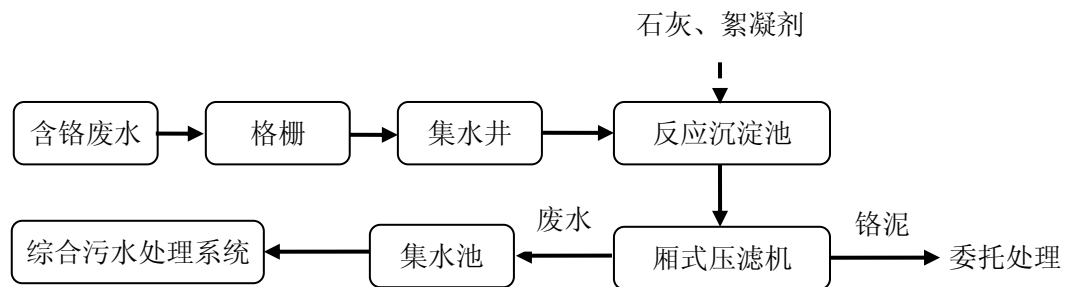 石灰、絮凝剂
含铬废水
格栅
集水井
反应沉淀池
综合污水处理系统
集水池
废水
厢式压滤机
铬泥
委托处理